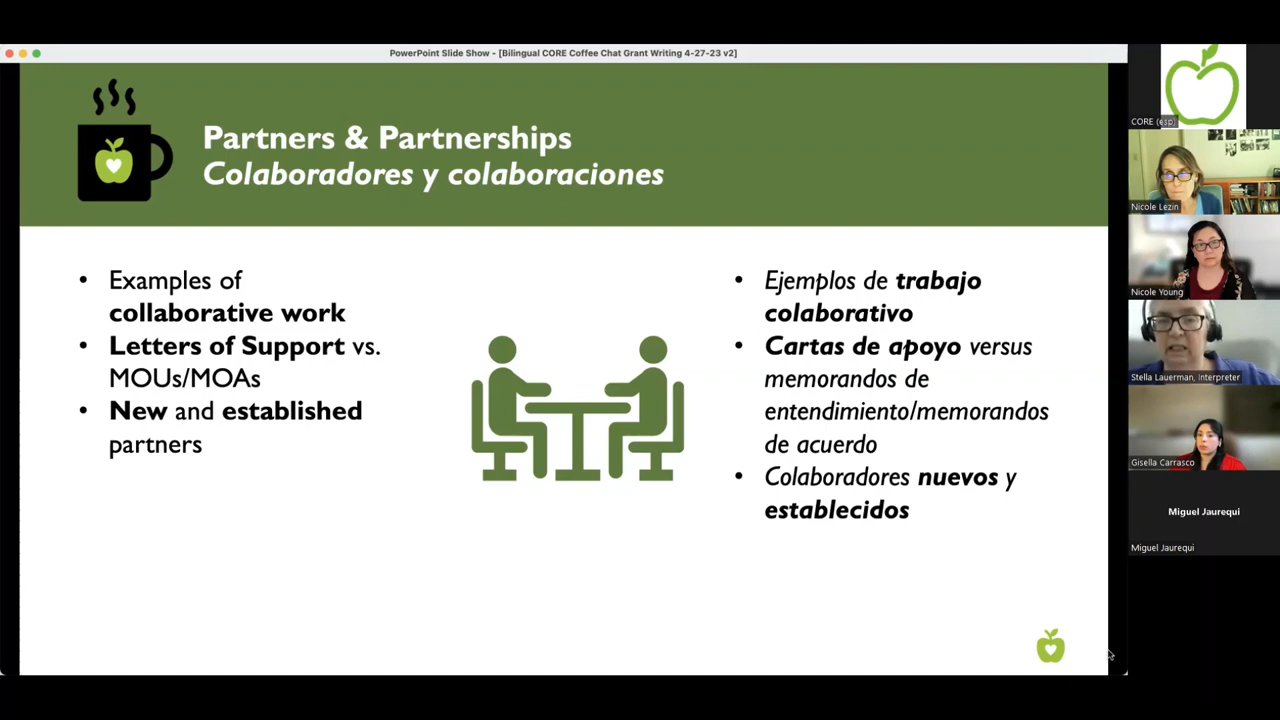 PowerPoint Slide Show - [Bilingual CORE Coffee Chat Grant Writing 4-27-23 v2]
Partners & Partnerships
Colaboradores y colaboraciones
• Examples of
collaborative work
• Letters of Support vs.
MOUs/MOAs
• New and established
partners
• Ejemplos de trabajo
colaborativo
• Cartas de apoyo versus
memorandos de
entendimiento/memorandos
de acuerdo
• Colaboradores nuevos y
establecidos
CORE (esp)
Nicole Lezin
Nicole Young
Stella Lauerman, Interpreter
Gisella Carrasco
Miguel Jaurequi
Miguel Jaurequi